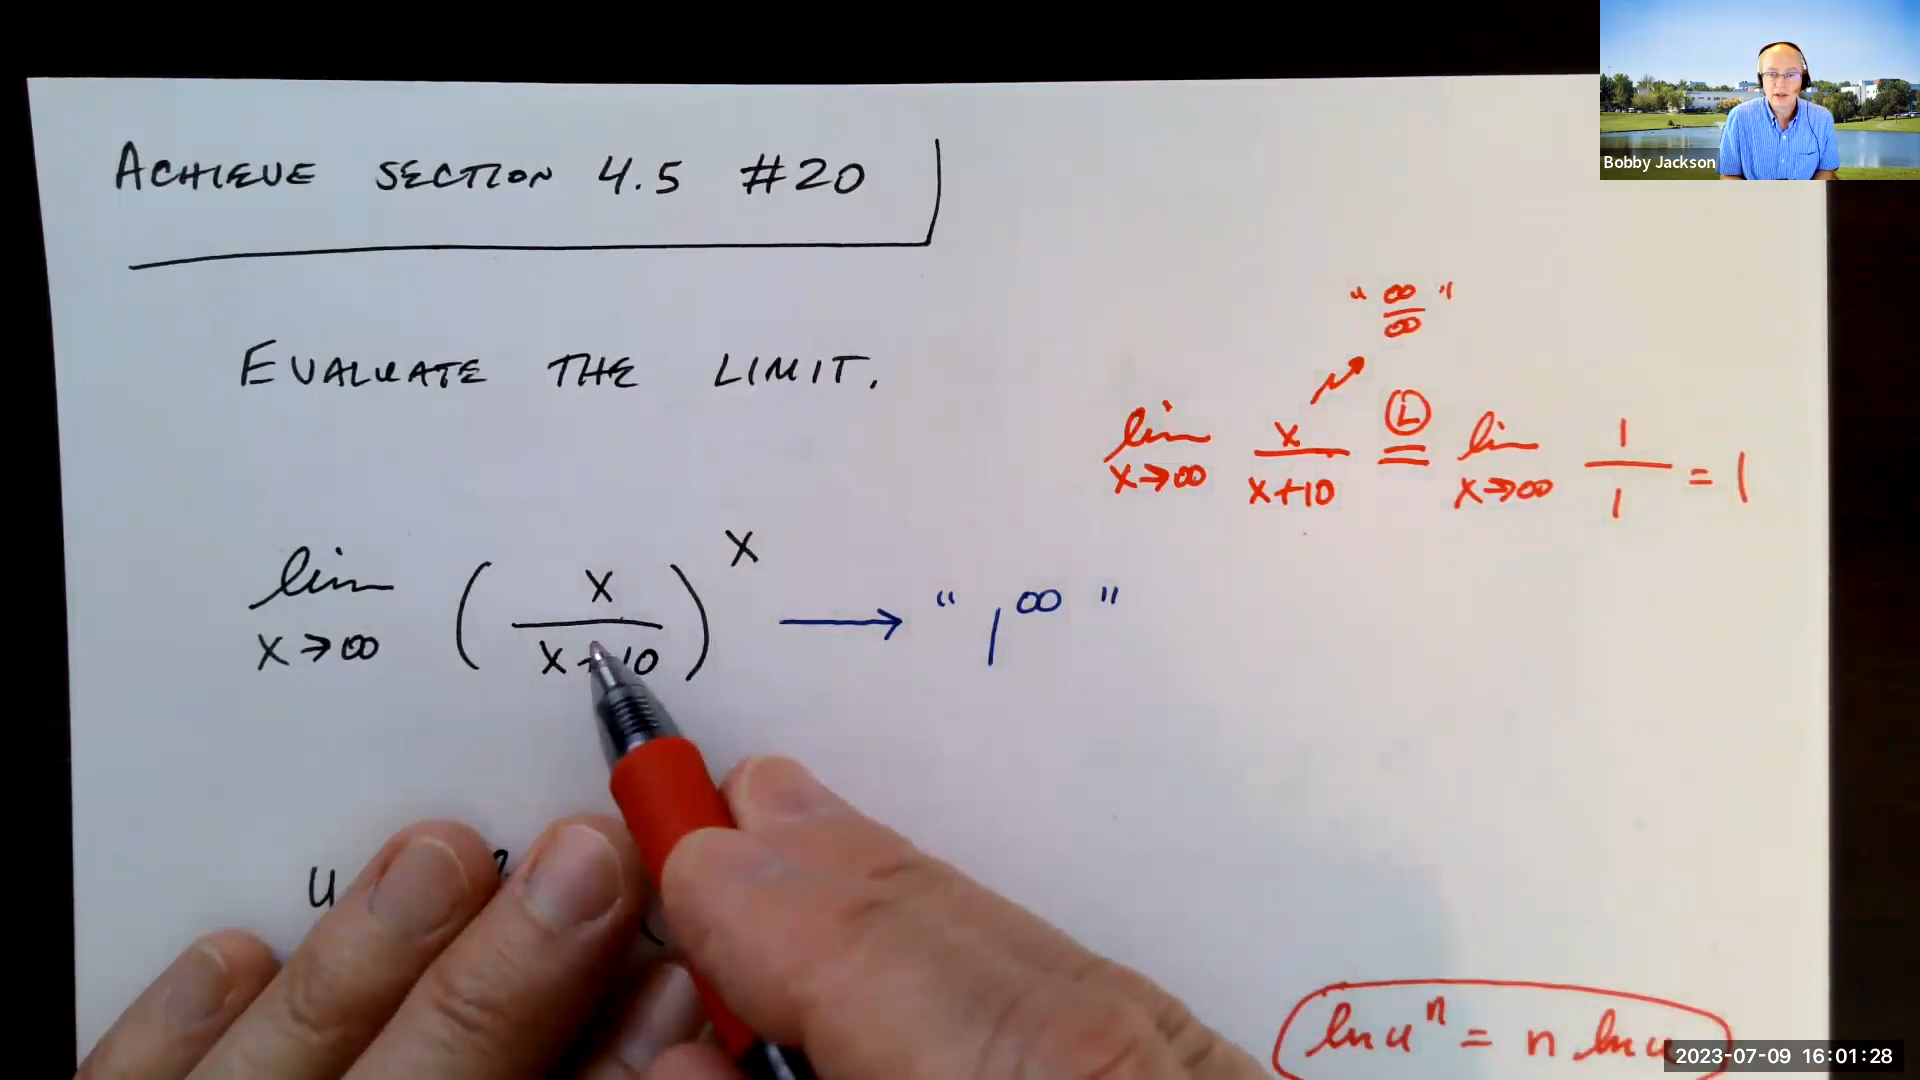 ACHIEVE SECTION 4.5 #20
Bobby Jackson
EVALUATE THE LIMIT.
" ∞/∞ "
lim x→∞ x/(x+10) =Ⓛ lim x→∞ 1/1 = 1
lim x→∞ (x/(x+10))^x → " 1^∞ "
ln u^n = n ln u
2023-07-09 16:01:28